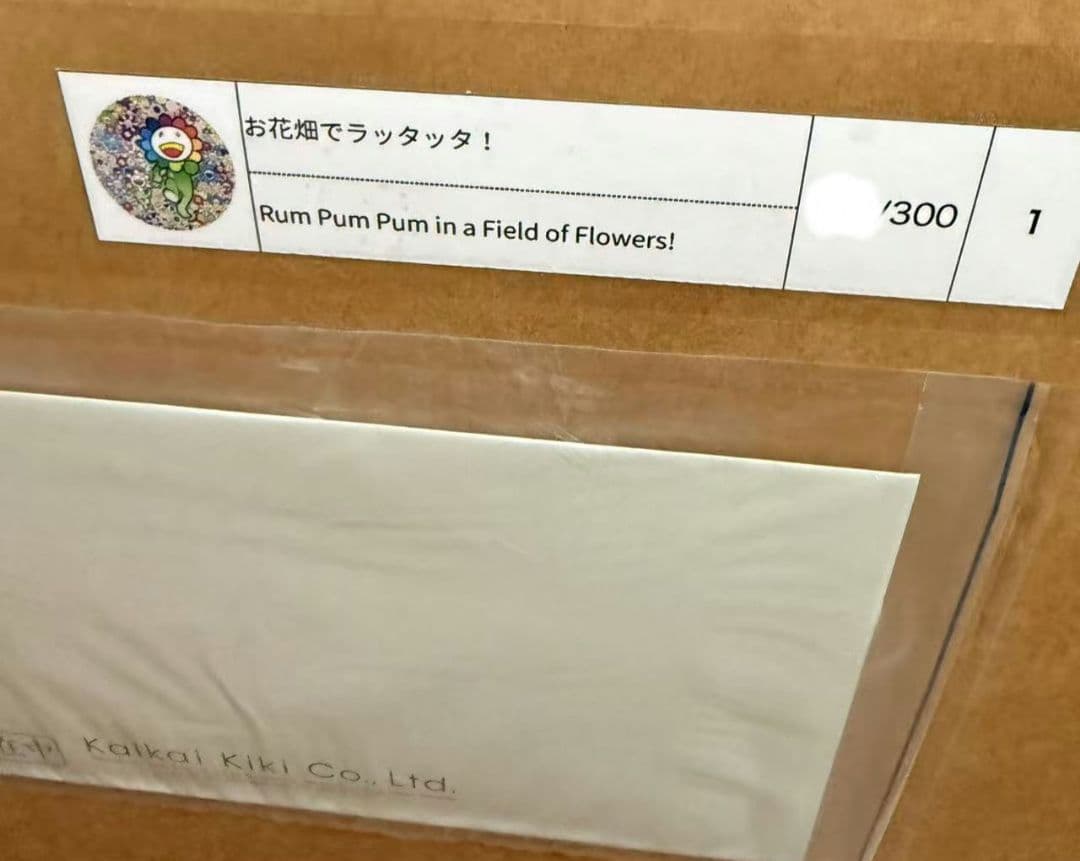 お花畑でラッタッタ！
Rum Pum Pum in a Field of Flowers!
/300
1
Kaikai Kiki Co., Ltd.